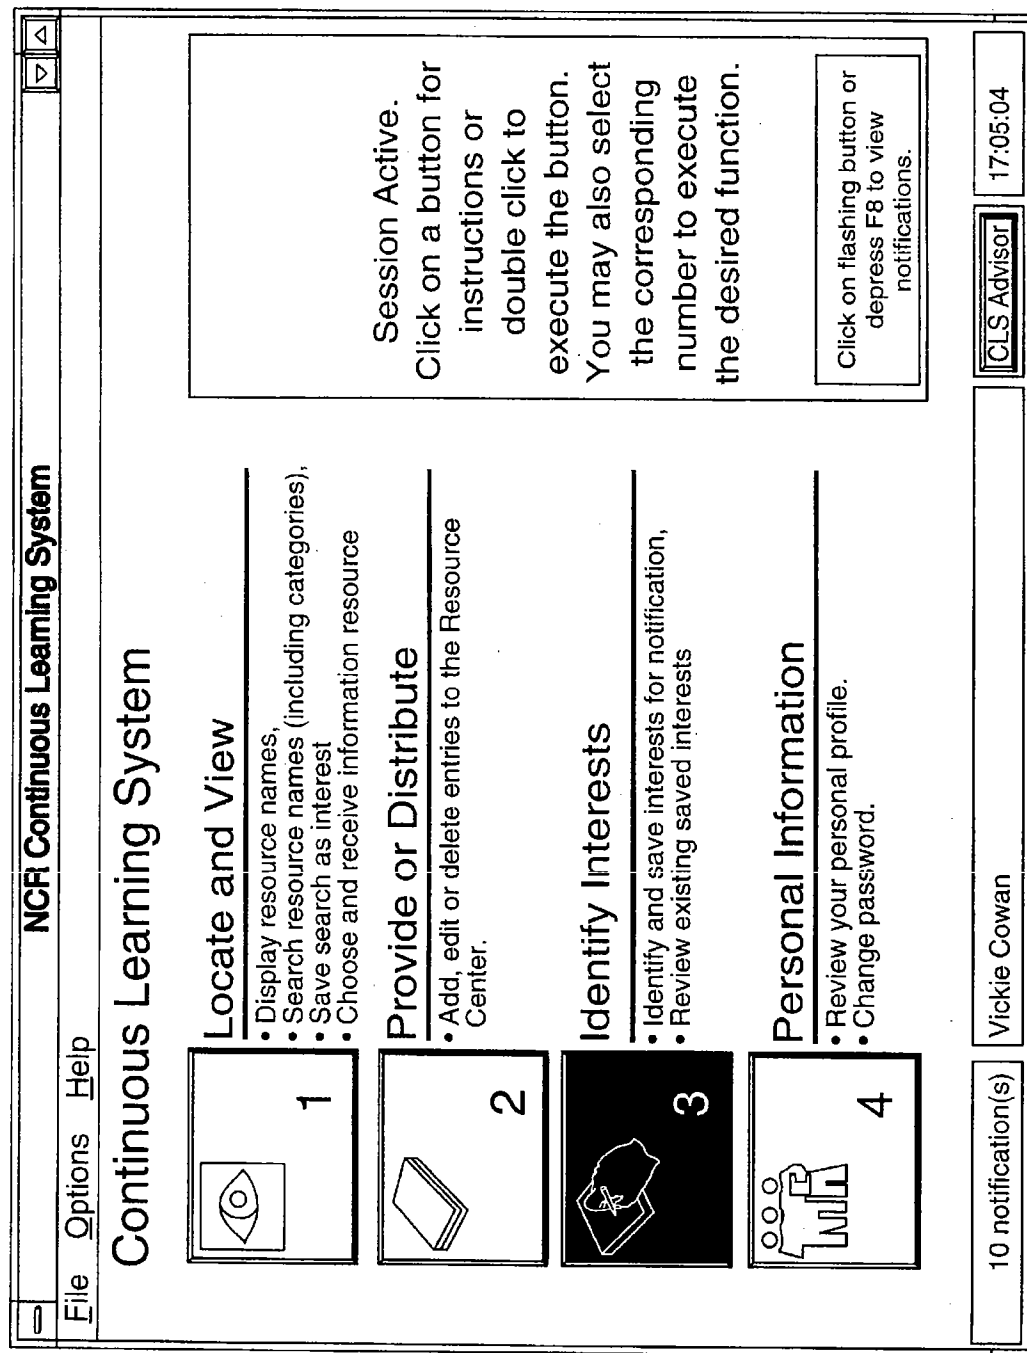 NCR Continuous Learning System
File Options Help
Continuous Learning System
1
Locate and View
• Display resource names,
• Search resource names (including categories),
• Save search as interest
• Choose and receive information resource
2
Provide or Distribute
• Add, edit or delete entries to the Resource
Center.
3
Identify Interests
• Identify and save interests for notification,
• Review existing saved interests
4
Personal Information
• Review your personal profile.
• Change password.
Session Active.
Click on a button for
instructions or
double click to
execute the button.
You may also select
the corresponding
number to execute
the desired function.
Click on flashing button or
depress F8 to view
notifications.
10 notification(s)
Vickie Cowan
CLS Advisor
17:05:04